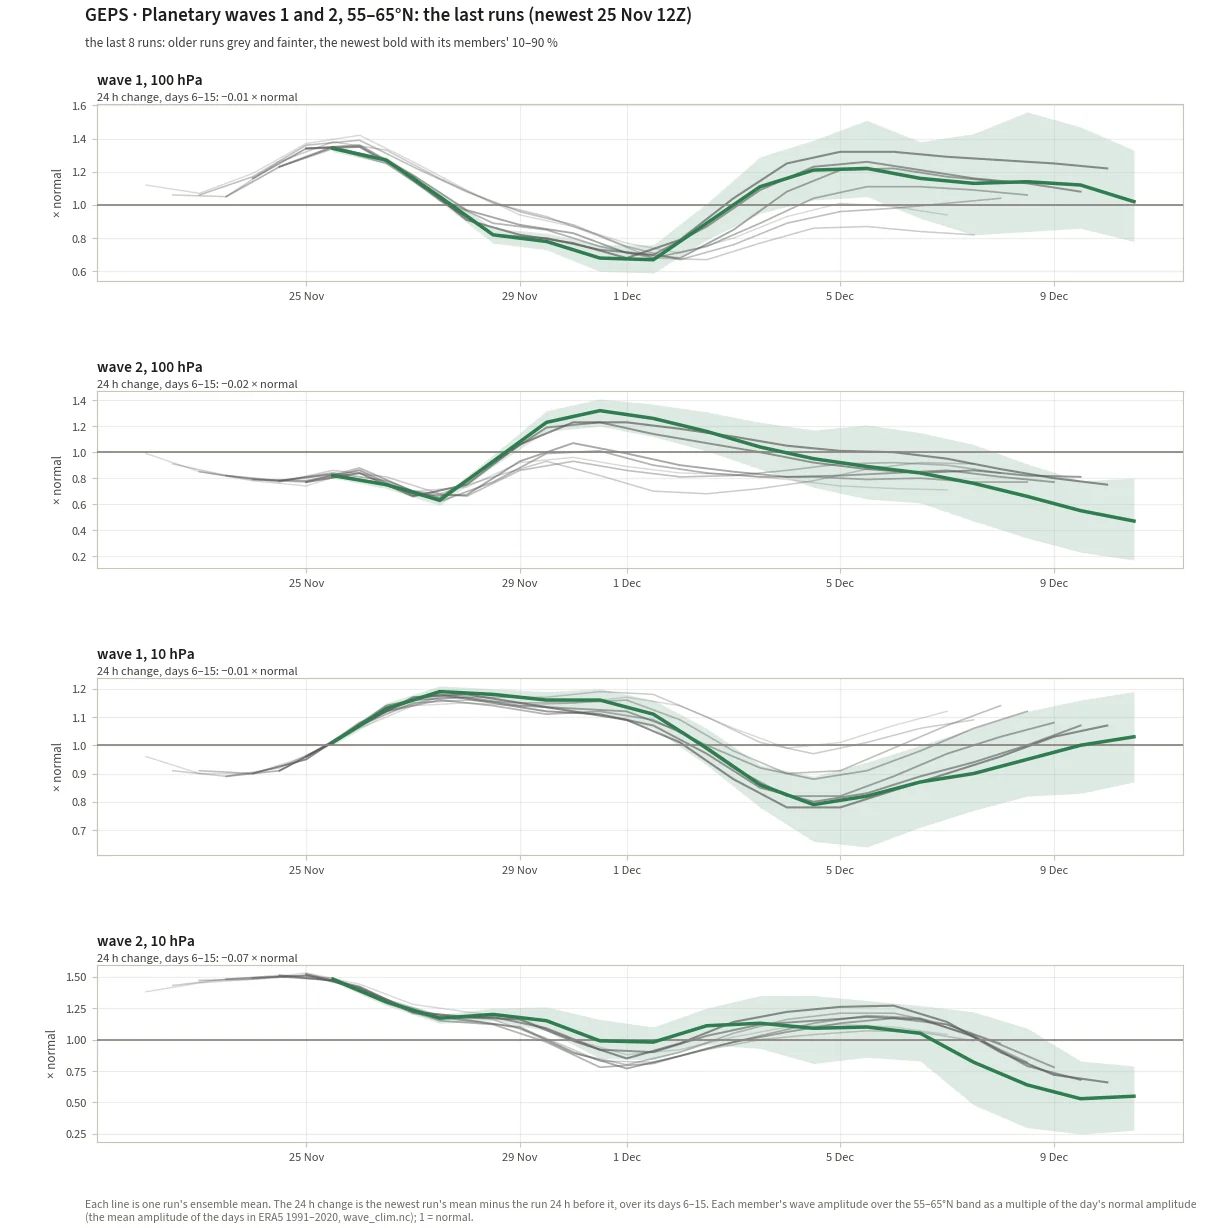 GEPS · Planetary waves 1 and 2, 55–65°N: the last runs (newest 25 Nov 12Z)
the last 8 runs: older runs grey and fainter, the newest bold with its members' 10–90 %
wave 1, 100 hPa
24 h change, days 6–15: −0.01 × normal
1.6
1.4
1.2
1.0
0.8
0.6
× normal
25 Nov
29 Nov
1 Dec
5 Dec
9 Dec
wave 2, 100 hPa
24 h change, days 6–15: −0.02 × normal
1.4
1.2
1.0
0.8
0.6
0.4
0.2
× normal
25 Nov
29 Nov
1 Dec
5 Dec
9 Dec
wave 1, 10 hPa
24 h change, days 6–15: −0.01 × normal
1.2
1.1
1.0
0.9
0.8
0.7
× normal
25 Nov
29 Nov
1 Dec
5 Dec
9 Dec
wave 2, 10 hPa
24 h change, days 6–15: −0.07 × normal
1.50
1.25
1.00
0.75
0.50
0.25
× normal
25 Nov
29 Nov
1 Dec
5 Dec
9 Dec
Each line is one run's ensemble mean. The 24 h change is the newest run's mean minus the run 24 h before it, over its days 6–15. Each member's wave amplitude over the 55–65°N band as a multiple of the day's normal amplitude
(the mean amplitude of the days in ERA5 1991–2020, wave_clim.nc); 1 = normal.